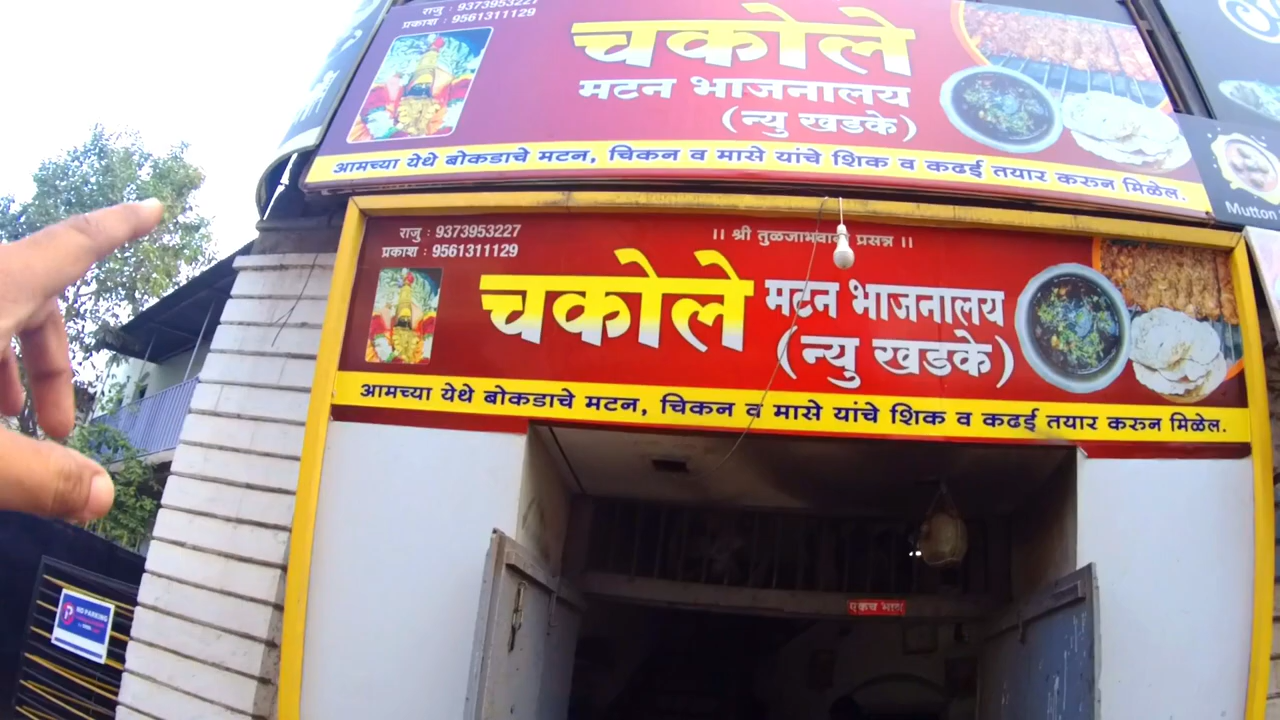 राजु : 9373953227
प्रकाश : 9561311129
चकोले
मटन भाजनालय
(न्यु खडके)
आमच्या येथे बोकडाचे मटन, चिकन व मासे यांचे शिक व कढई तयार करुन मिळेल.
Mutton
राजु : 9373953227
प्रकाश : 9561311129
।। श्री तुळजाभवानी प्रसन्न ।।
चकोले
मटन भाजनालय
(न्यु खडके)
आमच्या येथे बोकडाचे मटन, चिकन व मासे यांचे शिक व कढई तयार करुन मिळेल.
एकच भाव
NO PARKING